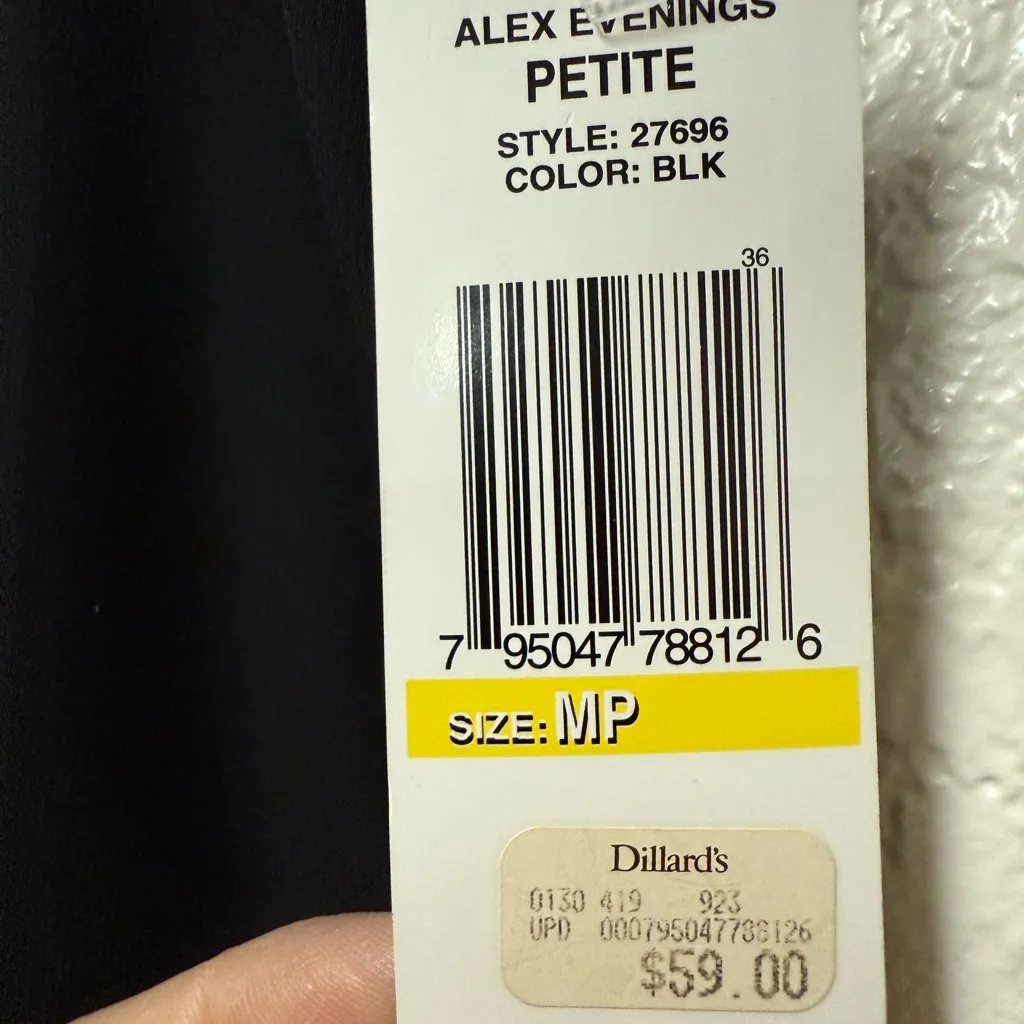 ALEX EVENINGS
PETITE
STYLE: 27696
COLOR: BLK
36
7 95047 78812 6
SIZE: MP
Dillard's
0130 419 923
UPD 000795047788126
$59.00